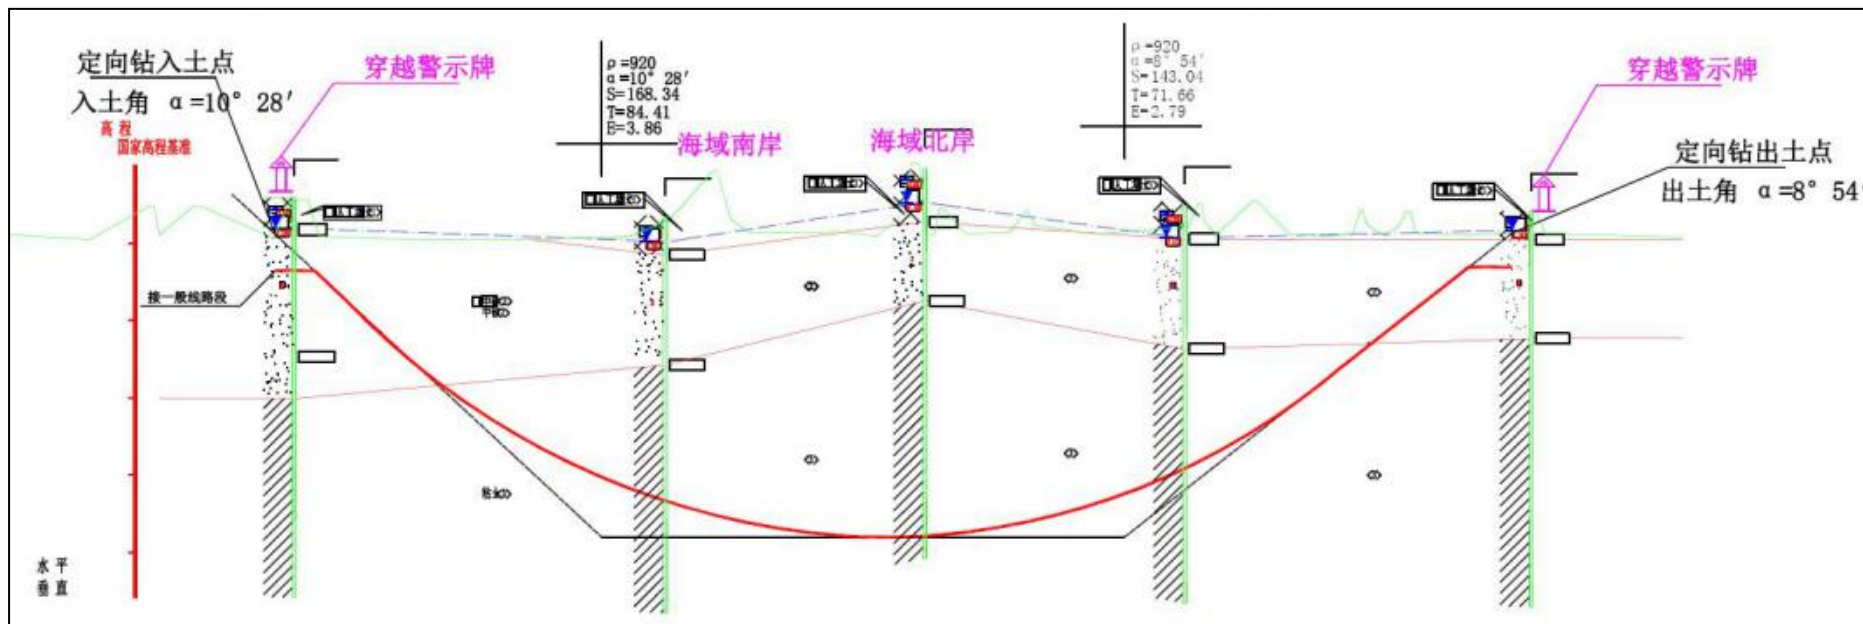 定向钻入土点
入土角 α=10° 28′
穿越警示牌
高 程
国家高程基准
ρ=920
α=10° 28′
S=168.34
T=84.41
E=3.86
海域南岸
海域北岸
ρ=920
α=8° 54′
S=143.04
T=71.66
E=2.79
穿越警示牌
定向钻出土点
出土角 α=8° 54′
接一般线路段
水 平
垂 直